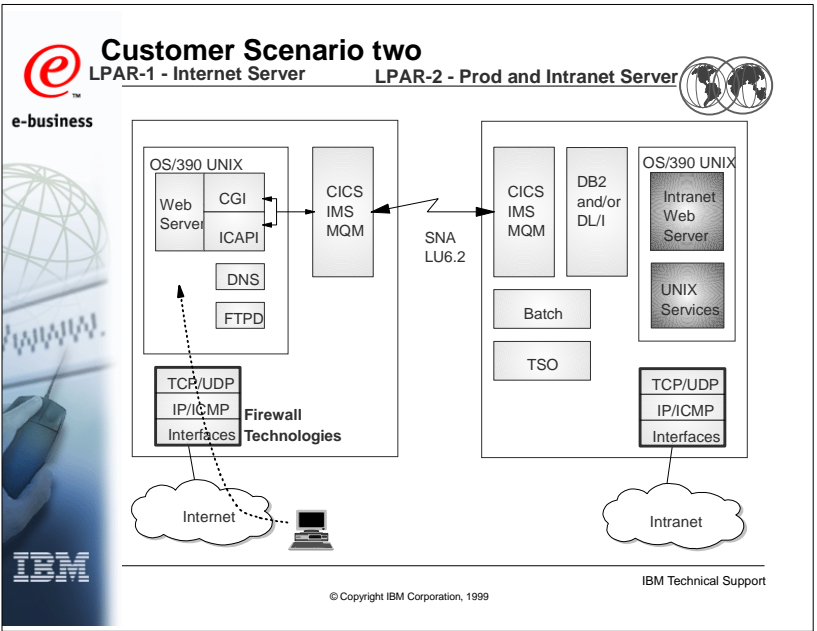 Customer Scenario two
LPAR-1 - Internet Server
LPAR-2 - Prod and Intranet Server
e
TM
e-business
OS/390 UNIX
Web
Server
CGI
ICAPI
DNS
FTPD
CICS
IMS
MQM
SNA
LU6.2
CICS
IMS
MQM
DB2
and/or
DL/I
OS/390 UNIX
Intranet
Web
Server
UNIX
Services
Batch
TSO
TCP/UDP
IP/ICMP
Interfaces
Firewall
Technologies
TCP/UDP
IP/ICMP
Interfaces
Internet
Intranet
IBM
IBM Technical Support
© Copyright IBM Corporation, 1999